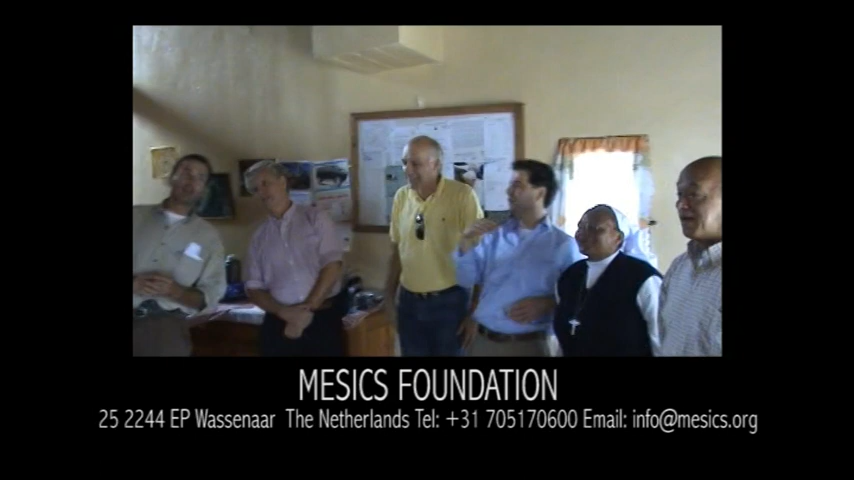 MESICS FOUNDATION
25 2244 EP Wassenaar The Netherlands Tel: +31 705170600 Email: info@mesics.org